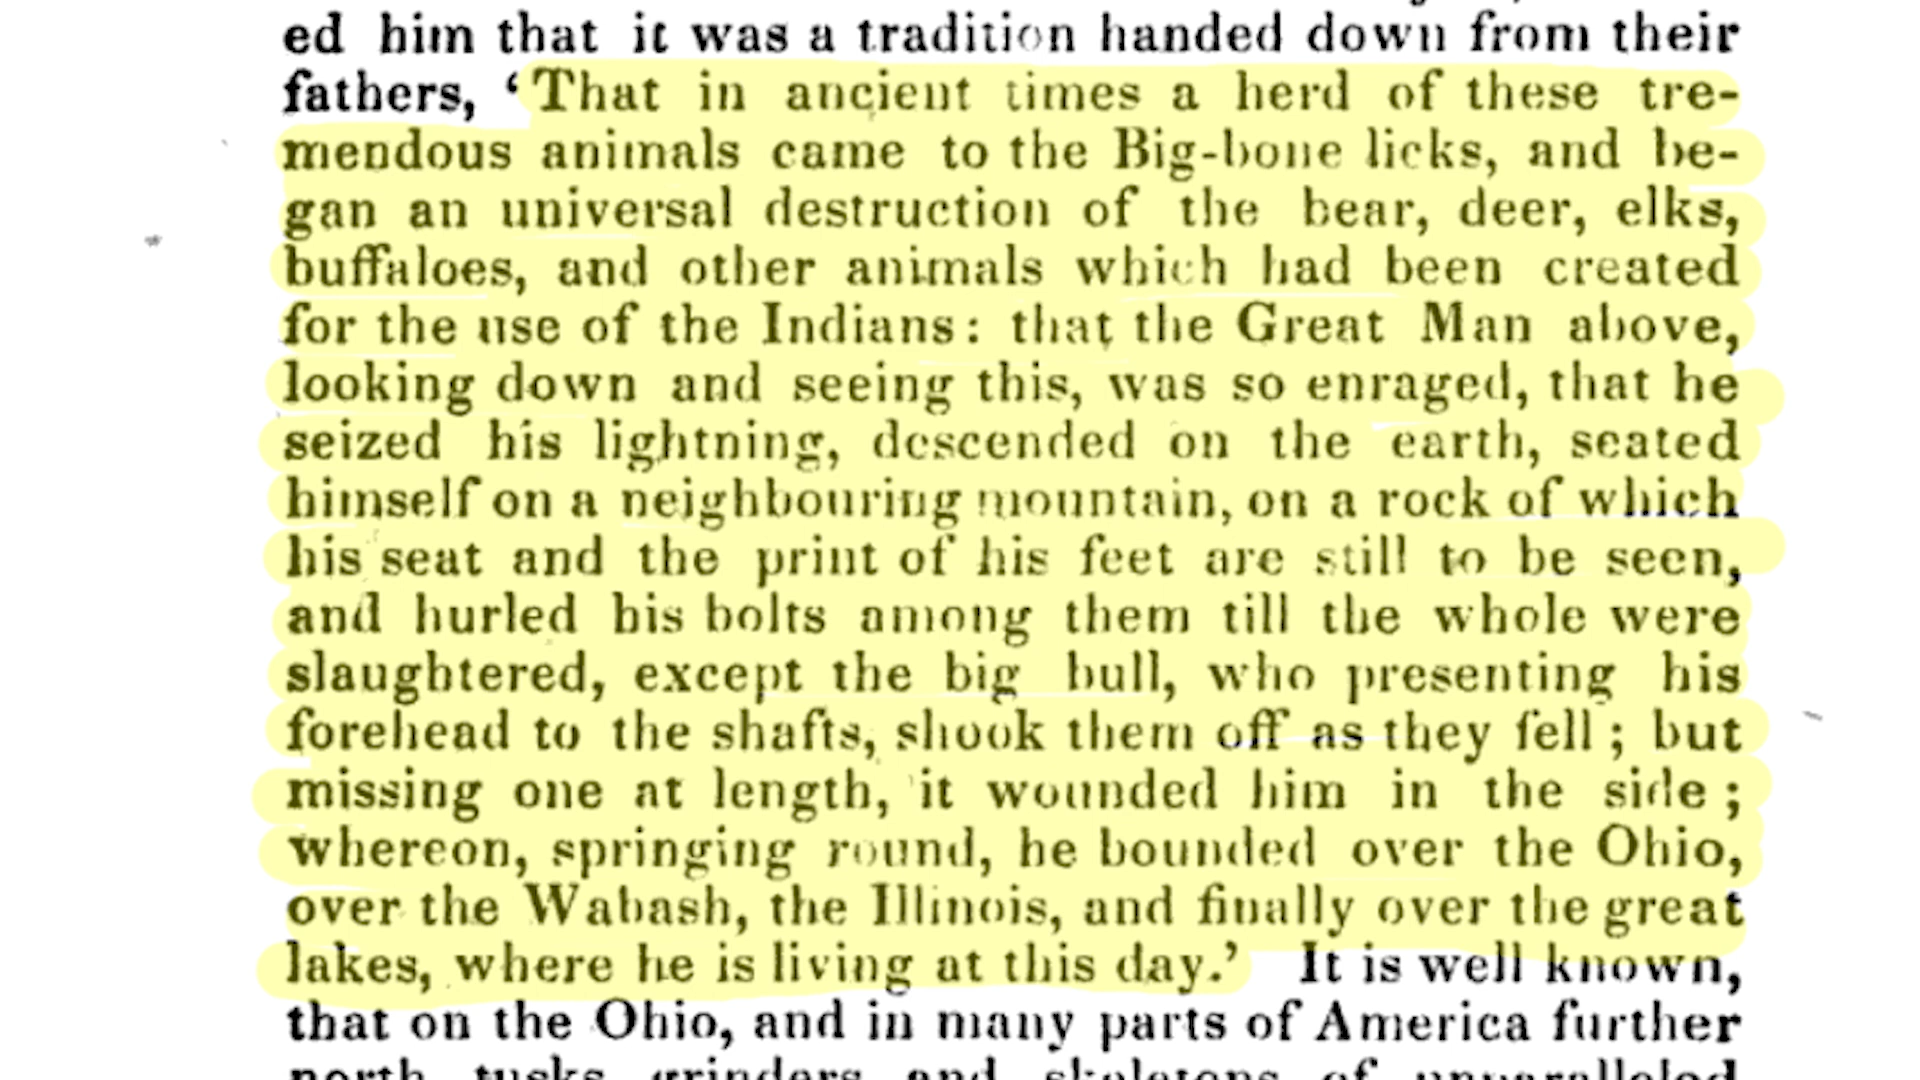 ed him that it was a tradition handed down from their
fathers, ‘That in ancient times a herd of these tre-
mendous animals came to the Big-bone licks, and be-
gan an universal destruction of the bear, deer, elks,
buffaloes, and other animals which had been created
for the use of the Indians: that the Great Man above,
looking down and seeing this, was so enraged, that he
seized his lightning, descended on the earth, seated
himself on a neighbouring mountain, on a rock of which
his seat and the print of his feet are still to be seen,
and hurled his bolts among them till the whole were
slaughtered, except the big bull, who presenting his
forehead to the shafts, shook them off as they fell; but
missing one at length, it wounded him in the side;
whereon, springing round, he bounded over the Ohio,
over the Wabash, the Illinois, and finally over the great
lakes, where he is living at this day.’ It is well known,
that on the Ohio, and in many parts of America further
north tusks grinders and skeletons of unparalleled